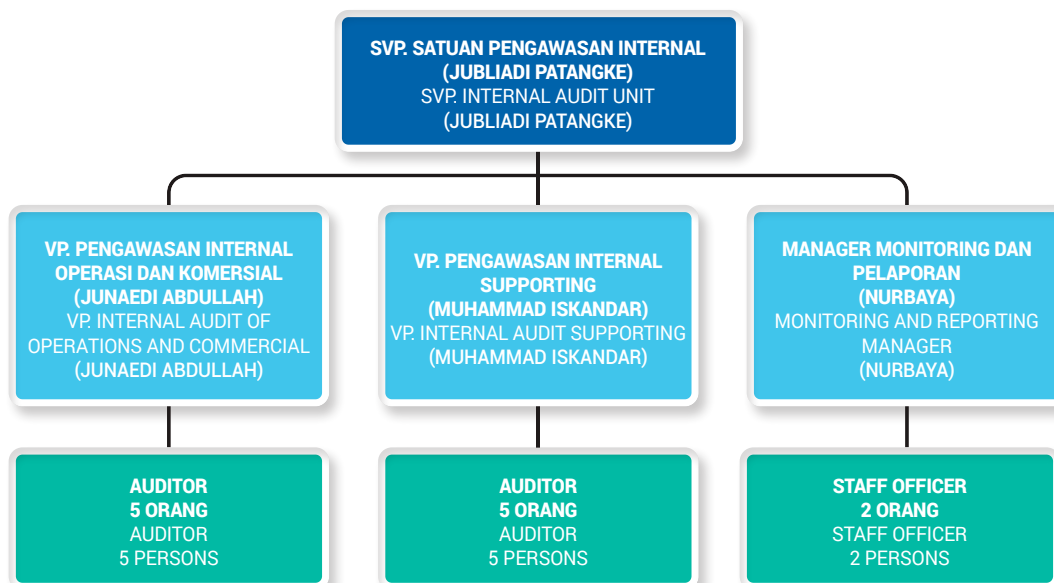 SVP. SATUAN PENGAWASAN INTERNAL
(JUBLIADI PATANGKE)
SVP. INTERNAL AUDIT UNIT
(JUBLIADI PATANGKE)
VP. PENGAWASAN INTERNAL
OPERASI DAN KOMERSIAL
(JUNAEDI ABDULLAH)
VP. INTERNAL AUDIT OF
OPERATIONS AND COMMERCIAL
(JUNAEDI ABDULLAH)
VP. PENGAWASAN INTERNAL
SUPPORTING
(MUHAMMAD ISKANDAR)
VP. INTERNAL AUDIT SUPPORTING
(MUHAMMAD ISKANDAR)
MANAGER MONITORING DAN
PELAPORAN
(NURBAYA)
MONITORING AND REPORTING
MANAGER
(NURBAYA)
AUDITOR
5 ORANG
AUDITOR
5 PERSONS
AUDITOR
5 ORANG
AUDITOR
5 PERSONS
STAFF OFFICER
2 ORANG
STAFF OFFICER
2 PERSONS